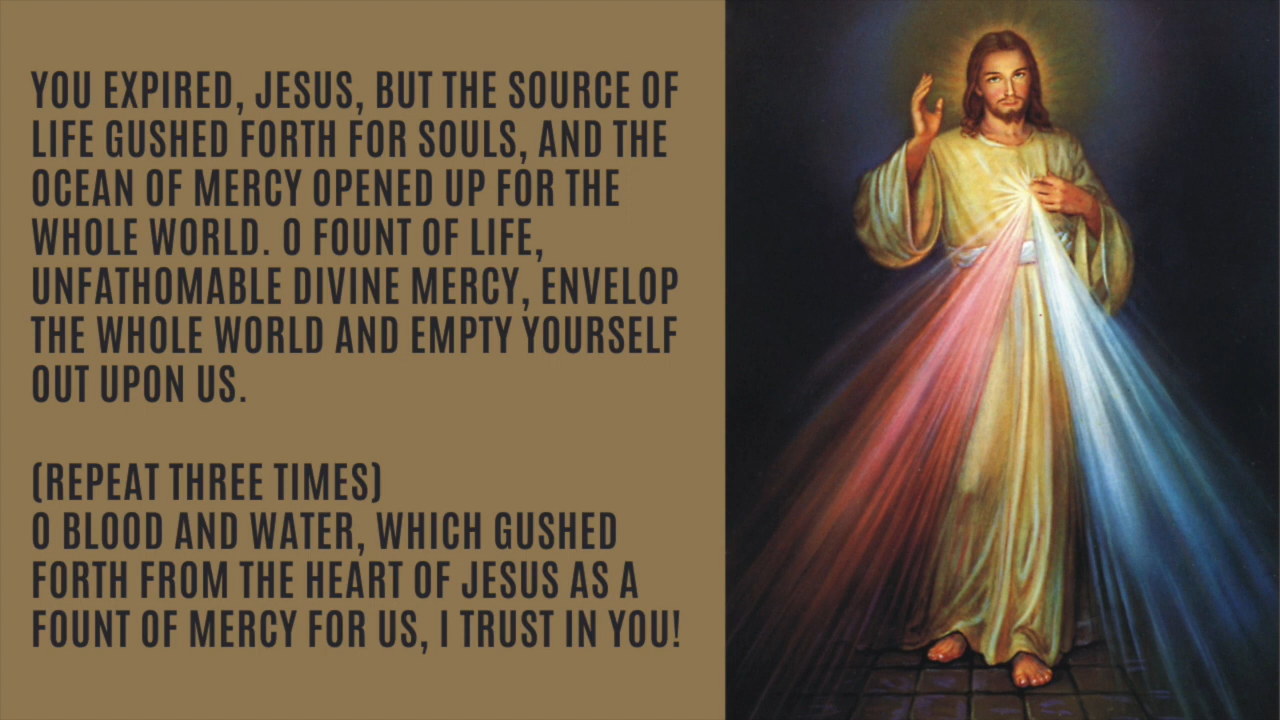 YOU EXPIRED, JESUS, BUT THE SOURCE OF
LIFE GUSHED FORTH FOR SOULS, AND THE
OCEAN OF MERCY OPENED UP FOR THE
WHOLE WORLD. O FOUNT OF LIFE,
UNFATHOMABLE DIVINE MERCY, ENVELOP
THE WHOLE WORLD AND EMPTY YOURSELF
OUT UPON US.
(REPEAT THREE TIMES)
O BLOOD AND WATER, WHICH GUSHED
FORTH FROM THE HEART OF JESUS AS A
FOUNT OF MERCY FOR US, I TRUST IN YOU!